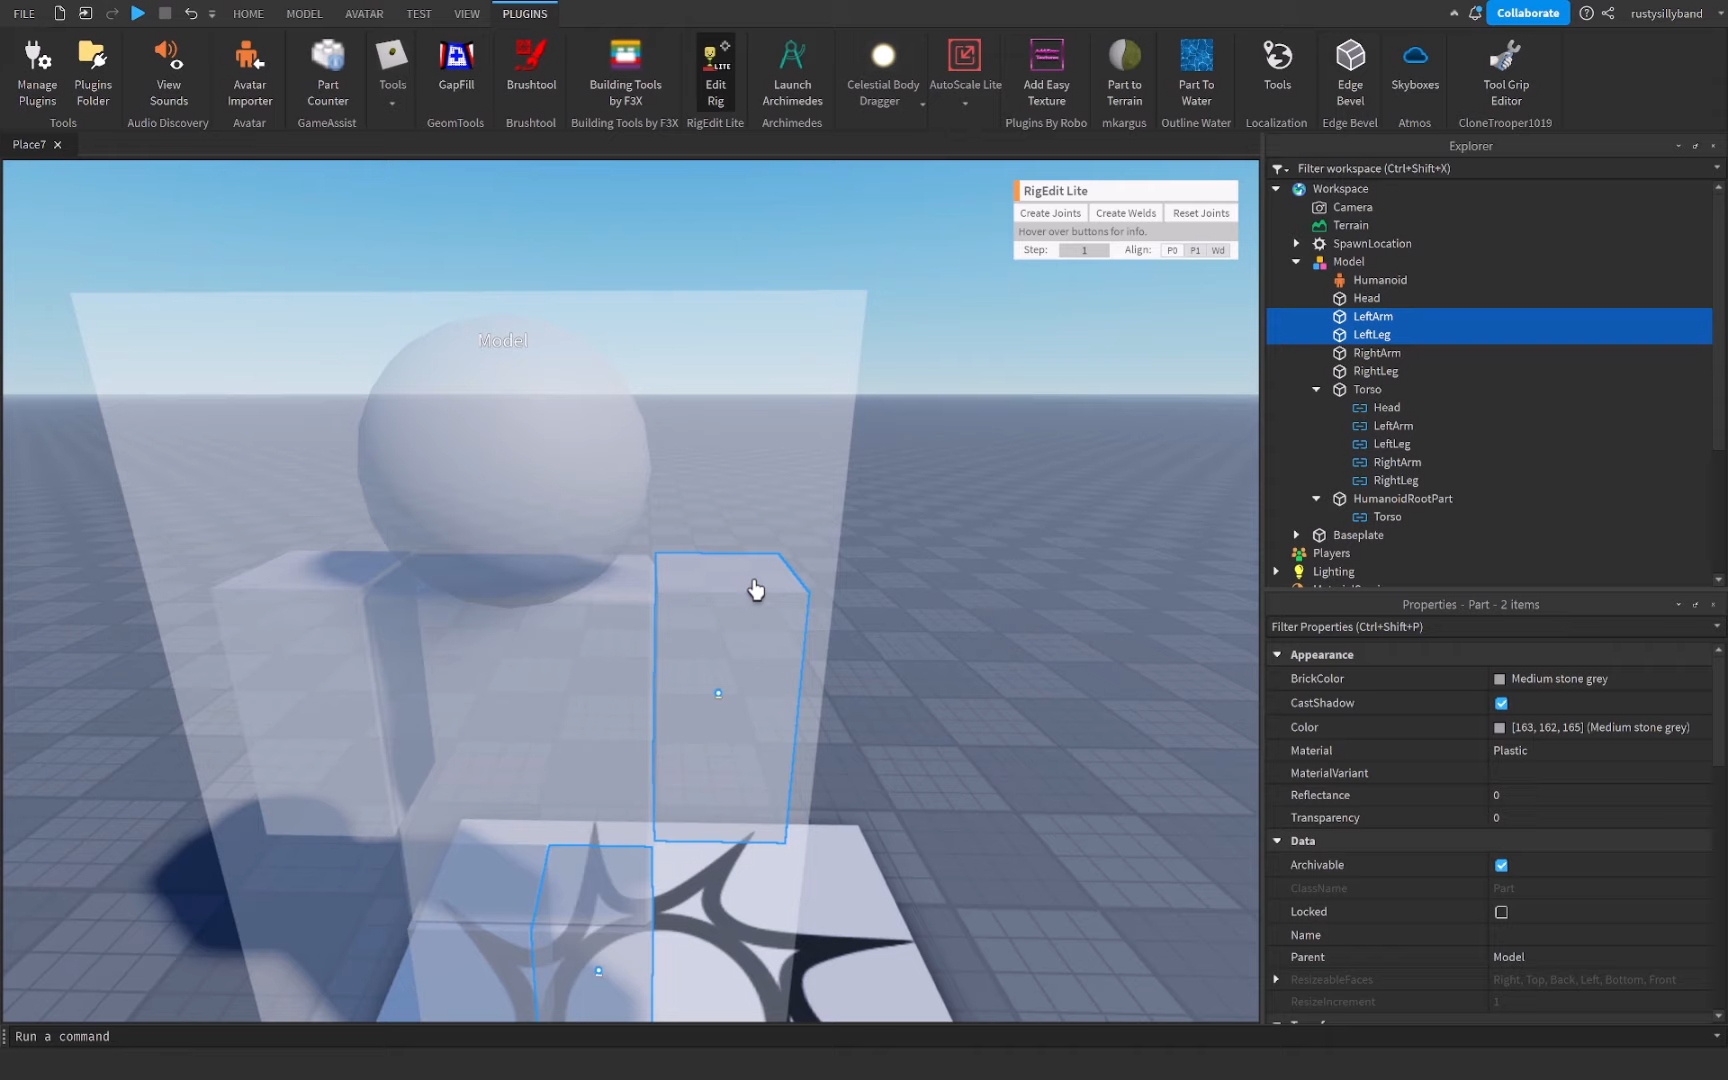 FILE
HOME
MODEL
AVATAR
TEST
VIEW
PLUGINS
Collaborate
rustysillyband
Manage Plugins
Plugins Folder
View Sounds
Avatar Importer
Part Counter
Tools
GapFill
Brushtool
Building Tools by F3X
Edit Rig
Launch Archimedes
Celestial Body Dragger
AutoScale Lite
Add Easy Texture
Part to Terrain
Part To Water
Tools
Edge Bevel
Skyboxes
Tool Grip Editor
Tools
Audio Discovery
Avatar
GameAssist
GeomTools
Brushtool
Building Tools by F3X
RigEdit Lite
Archimedes
Plugins By Robo
mkargus
Outline Water
Localization
Edge Bevel
Atmos
CloneTrooper1019
Place7
Model
RigEdit Lite
Create Joints
Create Welds
Reset Joints
Hover over buttons for info.
Step: 1 Align: P0 P1 Wd
Explorer
Filter workspace (Ctrl+Shift+X)
Workspace
Camera
Terrain
SpawnLocation
Model
Humanoid
Head
LeftArm
LeftLeg
RightArm
RightLeg
Torso
Head
LeftArm
LeftLeg
RightArm
RightLeg
HumanoidRootPart
Torso
Baseplate
Players
Lighting
Properties - Part - 2 items
Filter Properties (Ctrl+Shift+P)
Appearance
BrickColor Medium stone grey
CastShadow
Color [163, 162, 165] (Medium stone grey)
Material Plastic
MaterialVariant
Reflectance 0
Transparency 0
Data
Archivable
ClassName Part
Locked
Name
Parent Model
ResizeableFaces Right, Top, Back, Left, Bottom, Front
ResizeIncrement 1
Run a command